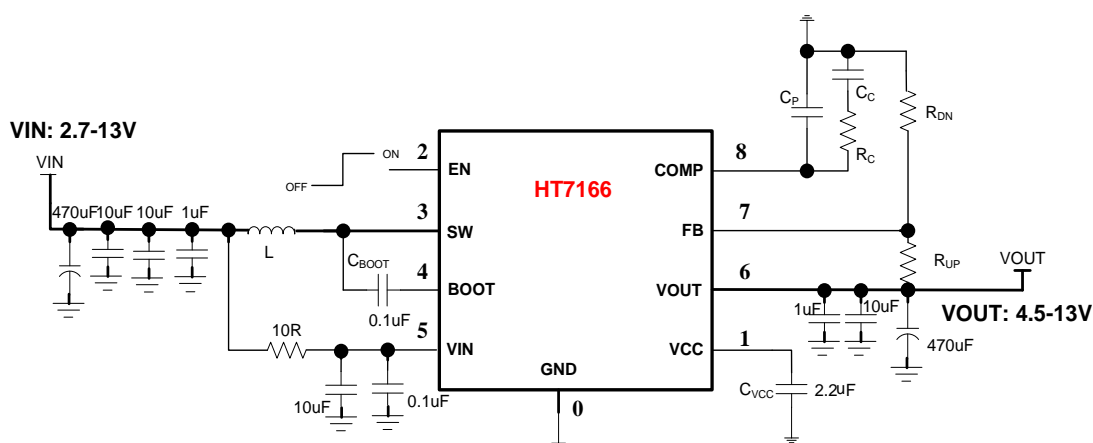 VIN: 2.7-13V
VIN
470uF 10uF 10uF 1uF
L
OFF
ON
CBOOT
0.1uF
10R
10uF
0.1uF
2
3
4
5
EN
SW
BOOT
VIN
HT7166
GND
0
COMP
FB
VOUT
VCC
8
7
6
1
CP
CC
RC
RDN
RUP
VOUT
VOUT: 4.5-13V
1uF
10uF
470uF
CVCC
2.2uF